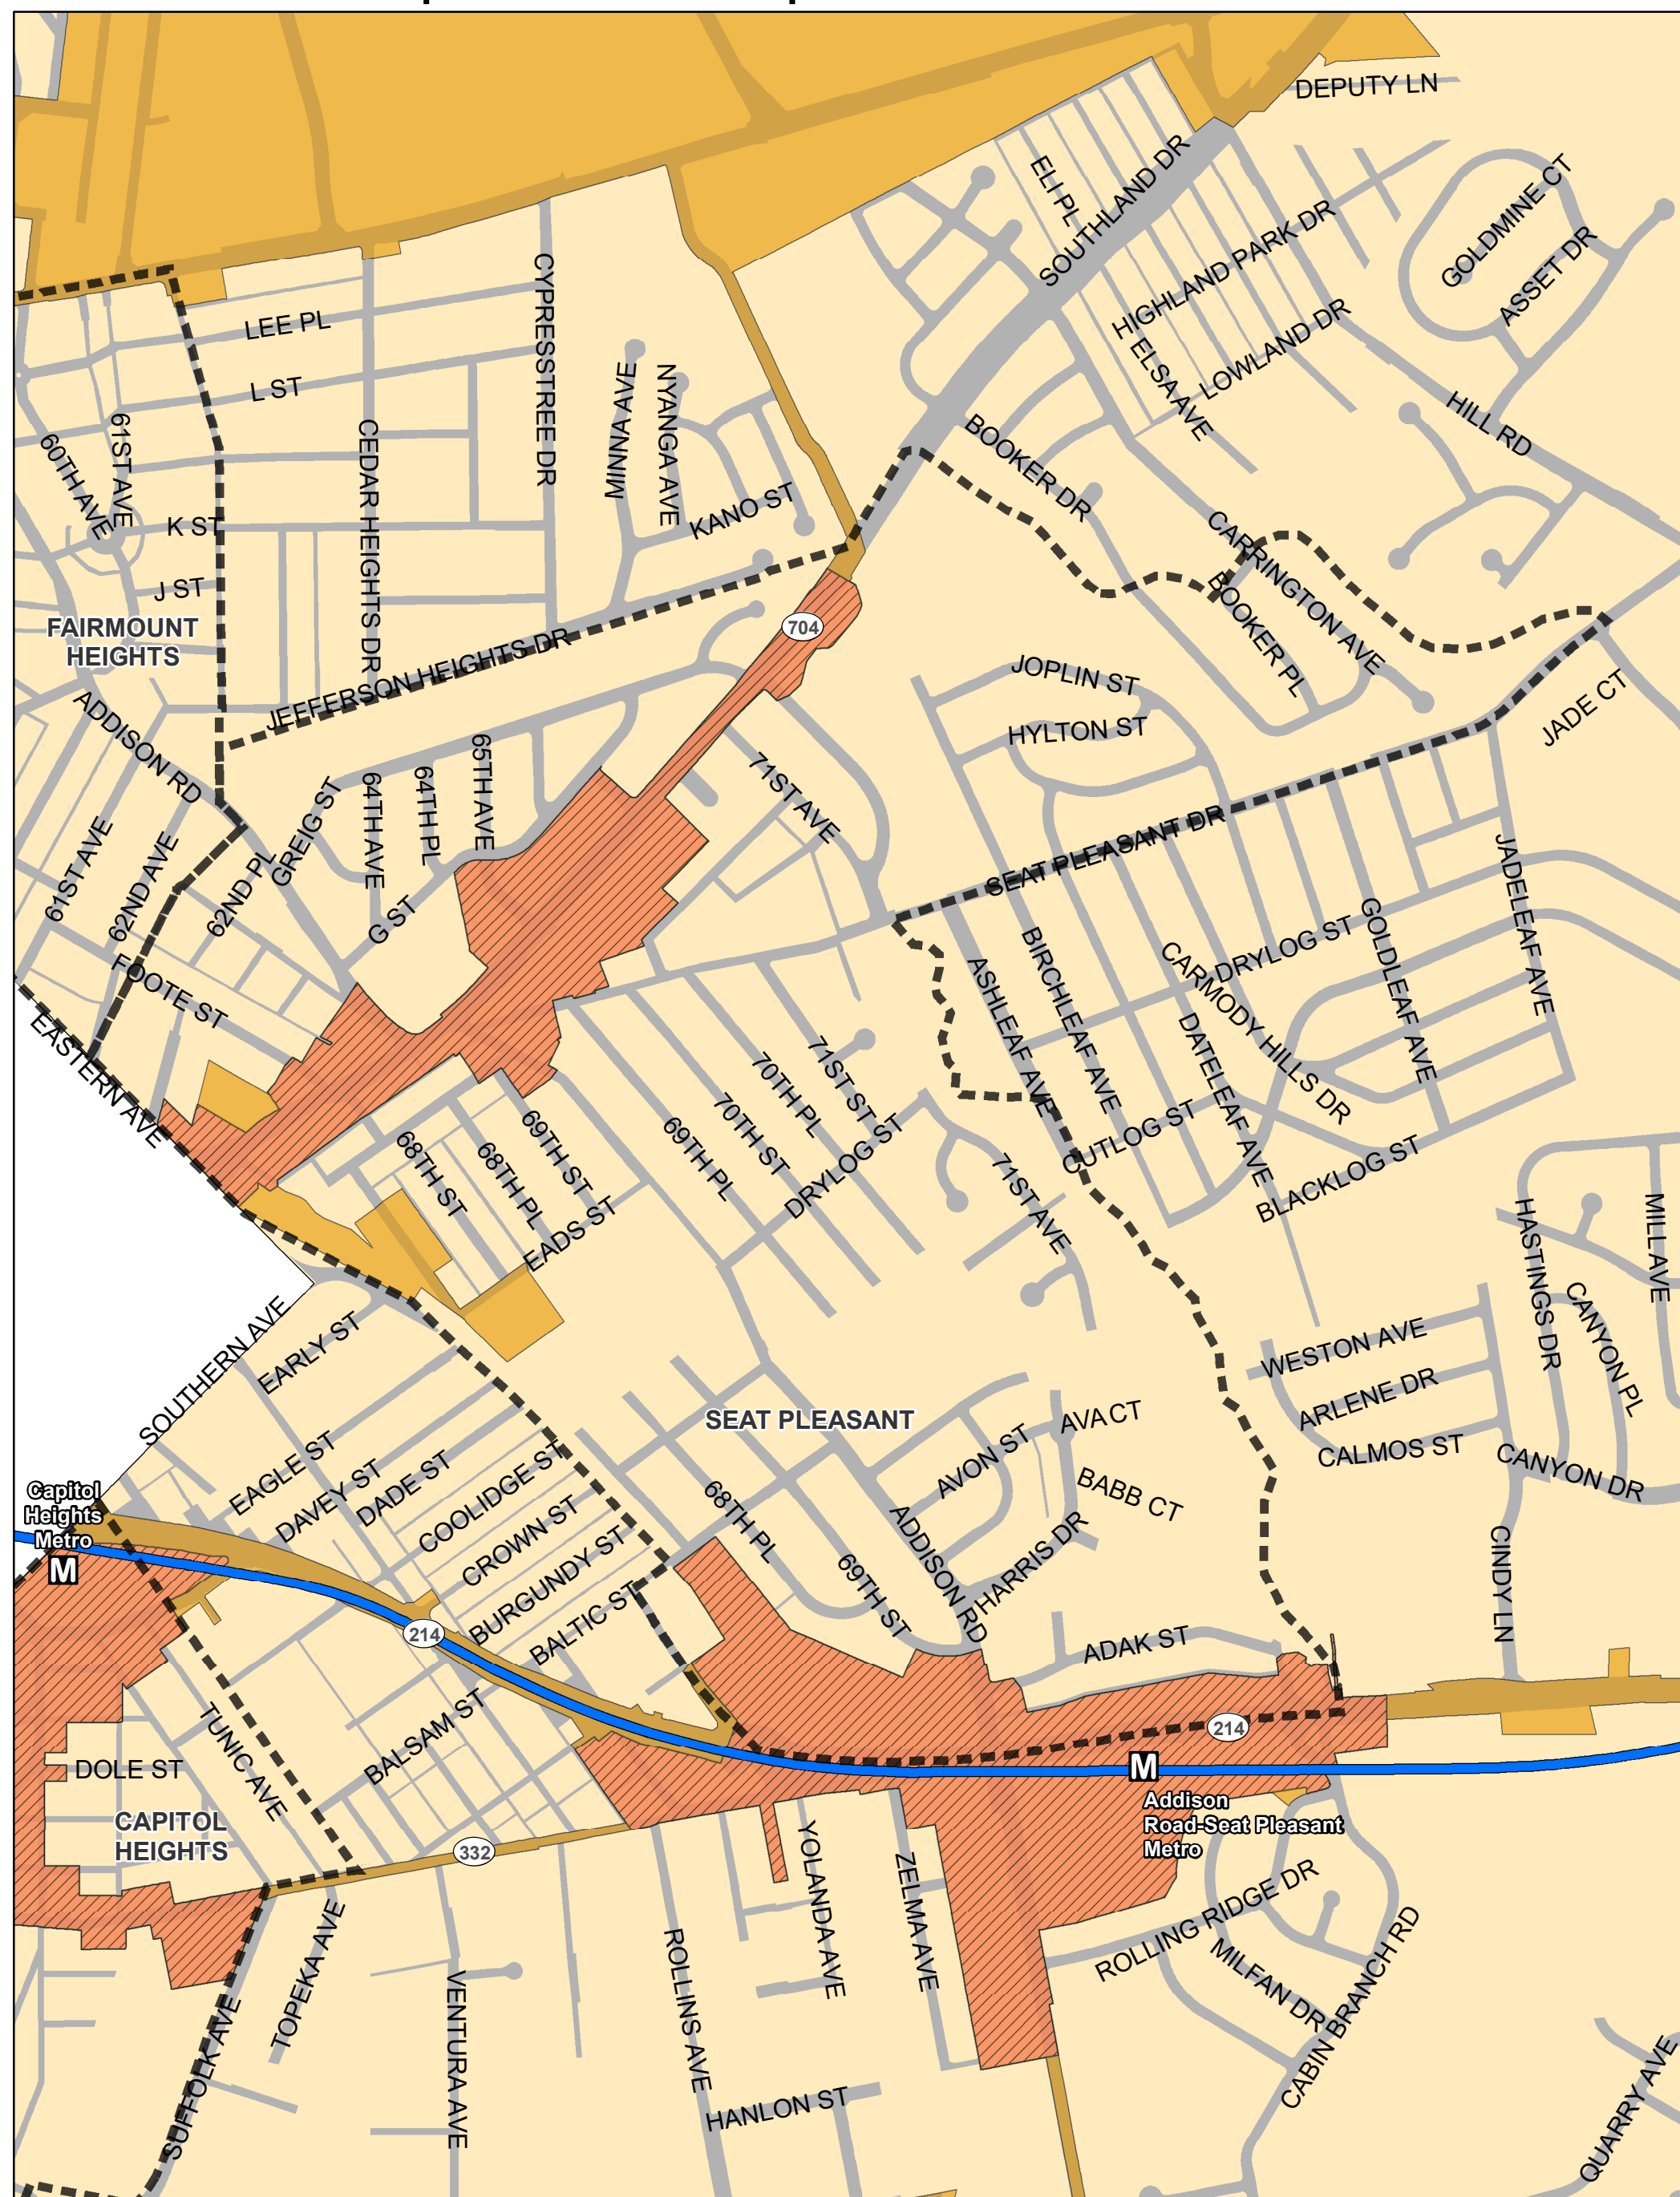 DEPUTY LN
ELI PL
SOUTHLAND DR
HIGHLAND PARK DR
GOLDMINE CT
ASSET DR
LEE PL
L ST
CYPRESSTREE DR
MINNA AVE
NYANGA AVE
KANO ST
ELSA AVE
LOWLAND DR
HILL RD
60TH AVE
61ST AVE
K ST
J ST
CEDAR HEIGHTS DR
BOOKER DR
CARRINGTON AVE
BOOKER PL
FAIRMOUNT
HEIGHTS
704
JEFFERSON HEIGHTS DR
JOPLIN ST
HYLTON ST
JADE CT
ADDISON RD
GREIG ST
64TH AVE
64TH PL
65TH AVE
71ST AVE
SEAT PLEASANT DR
61ST AVE
62ND AVE
62ND PL
G ST
FOOTE ST
EASTERN AVE
JADELEAF AVE
GOLDLEAF AVE
DRYLOG ST
CARMODY HILLS DR
BIRCHLEAF AVE
ASHLEAF AVE
DATELEAF AVE
CUTLOG ST
BLACKLOG ST
71ST ST
70TH PL
70TH ST
69TH PL
DRYLOG ST
69TH ST
68TH PL
68TH ST
EADS ST
71ST AVE
HASTINGS DR
MILL AVE
CANYON PL
WESTON AVE
ARLENE DR
CALMOS ST
CANYON DR
SOUTHERN AVE
EARLY ST
EAGLE ST
DAVEY ST
DADE ST
COOLIDGE ST
CROWN ST
BURGUNDY ST
BALTIC ST
SEAT PLEASANT
AVON ST
AVA CT
BABB CT
HARRIS DR
ADDISON RD
68TH PL
69TH ST
ADAK ST
CINDY LN
Capitol
Heights
Metro
M
214
214
M
Addison
Road-Seat Pleasant
Metro
TUNIC AVE
BALSAM ST
DOLE ST
CAPITOL
HEIGHTS
332
YOLANDA AVE
ZELMA AVE
ROLLINS AVE
ROLLING RIDGE DR
MILFAN DR
CABIN BRANCH RD
TOPEKA AVE
SUFFOLK AVE
VENTURA AVE
HANLON ST
QUARRY AVE